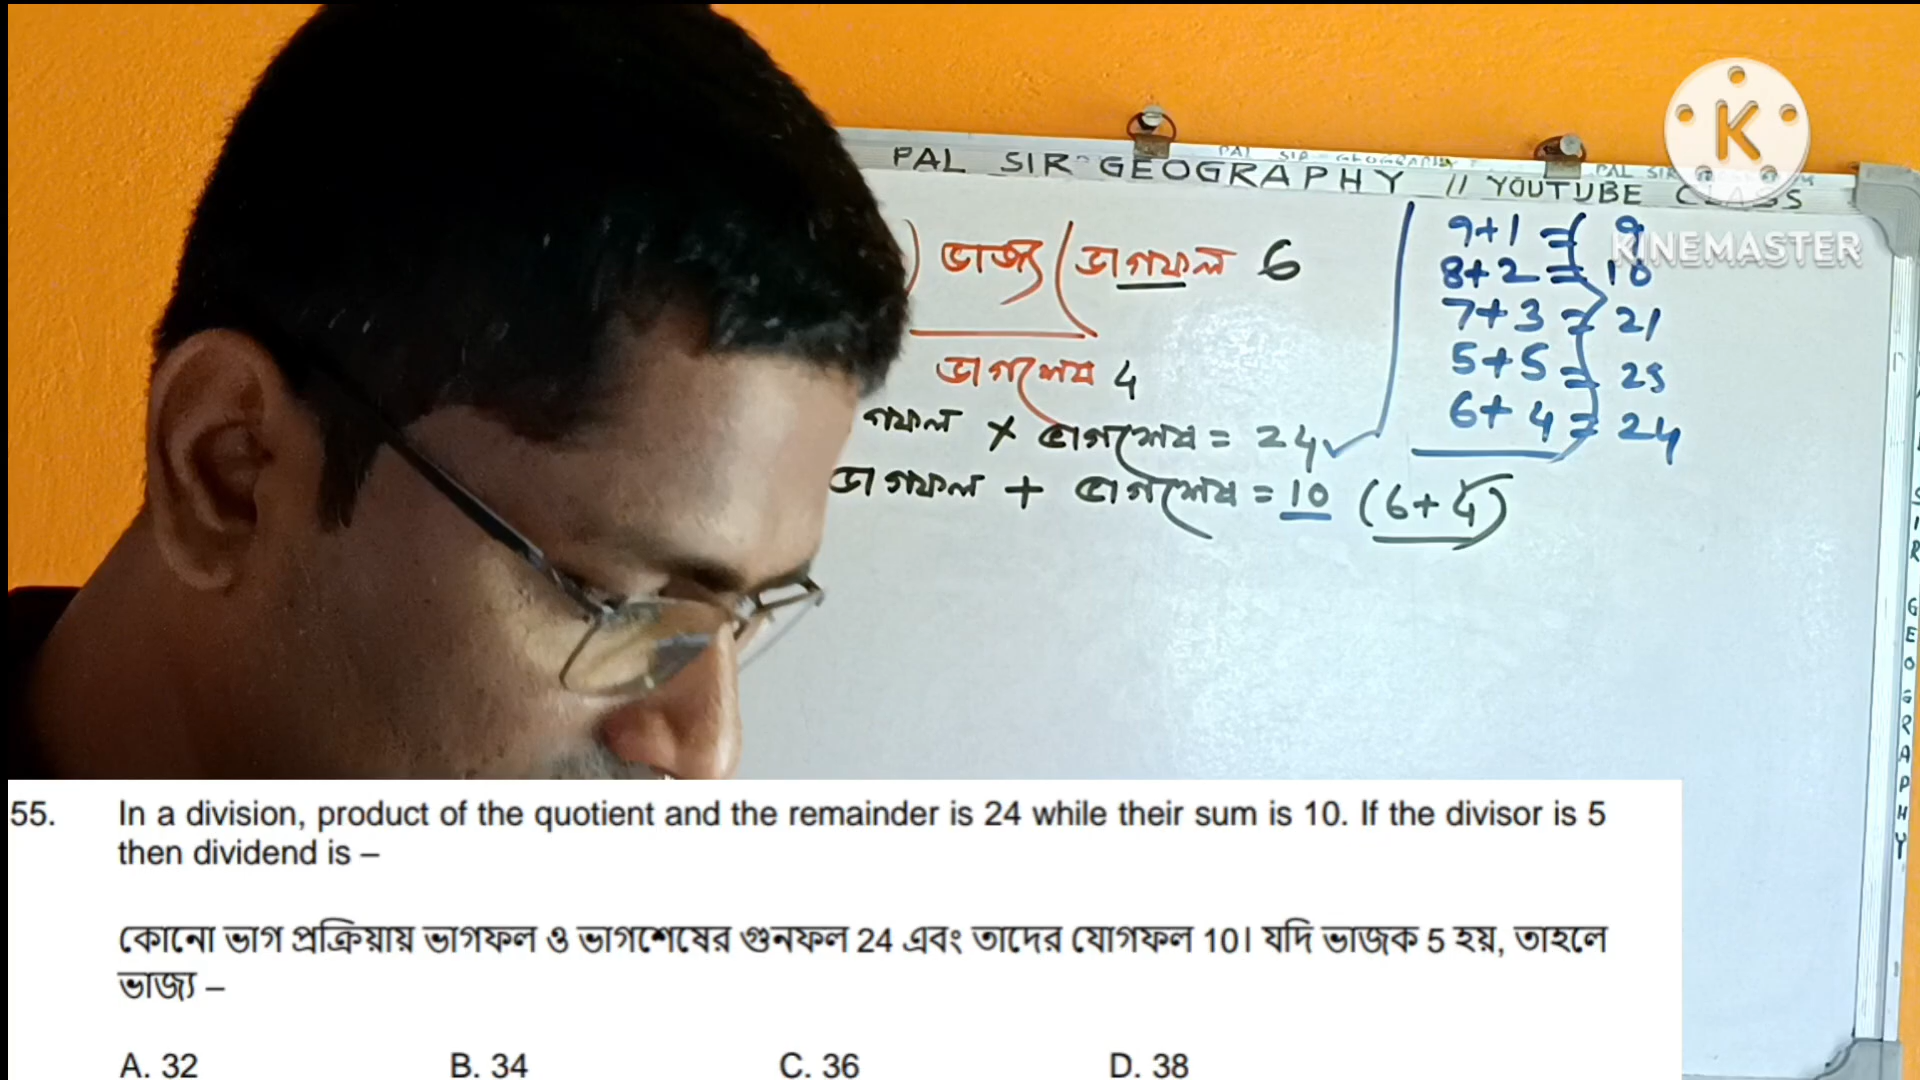 PAL SIR GEOGRAPHY // YOUTUBE CLASS
K
KINEMASTER
) ভাজ্য ( ভাগফল 6
ভাগশেষ 4
গফল × ভাগশেষ = 24
ভাগফল + ভাগশেষ = 10 (6+4)
9+1 = 9
8+2 = 16
7+3 = 21
5+5 = 25
6+4 = 24
SIR GEOGRAPHY
55. In a division, product of the quotient and the remainder is 24 while their sum is 10. If the divisor is 5
then dividend is –
কোনো ভাগ প্রক্রিয়ায় ভাগফল ও ভাগশেষের গুনফল 24 এবং তাদের যোগফল 10। যদি ভাজক 5 হয়, তাহলে
ভাজ্য –
A. 32 B. 34 C. 36 D. 38